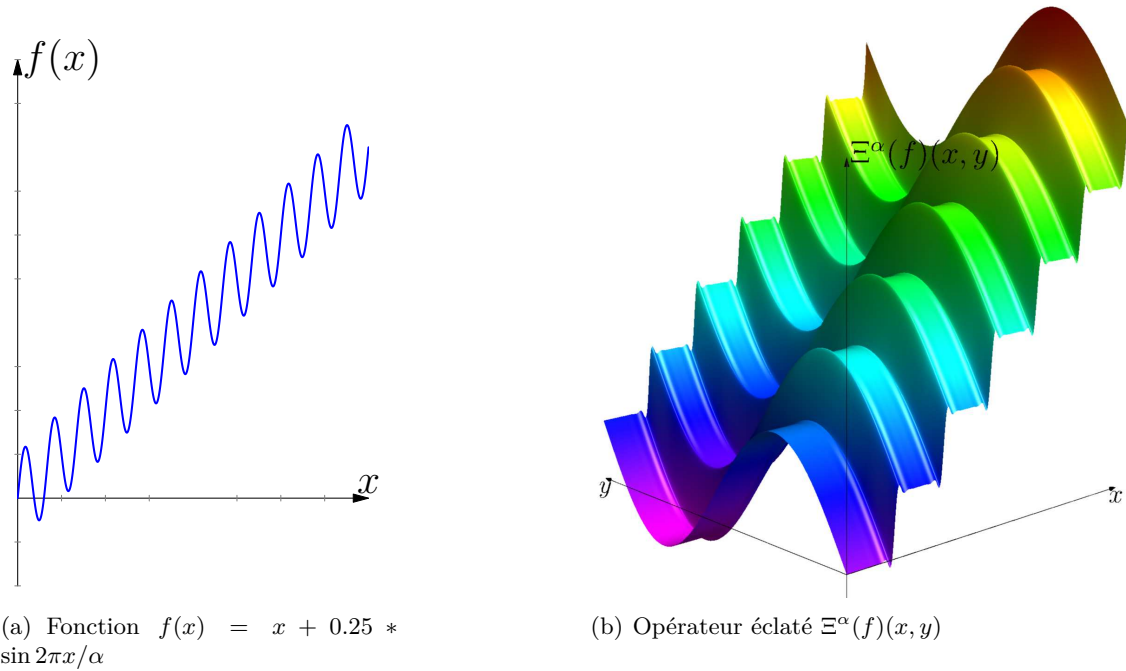 f(x)
x
(a) Fonction f(x) = x + 0.25 ∗
sin 2πx/α
Ξ^α(f)(x, y)
y
x
(b) Opérateur éclaté Ξ^α(f)(x, y)